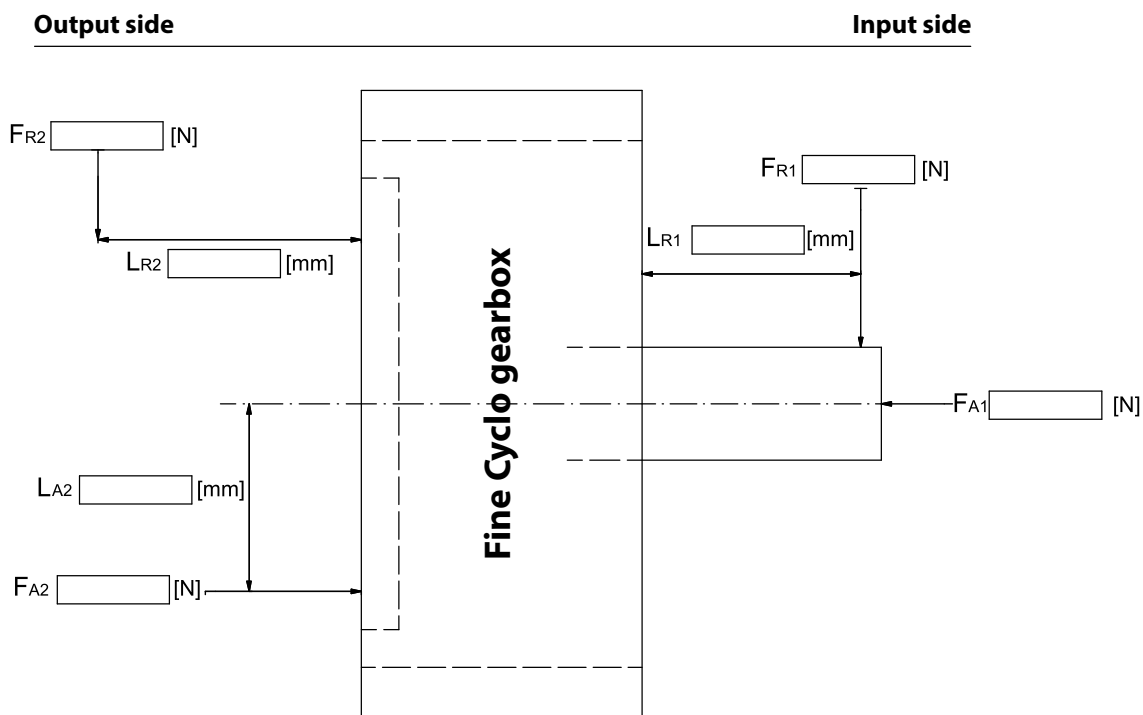 Output side Input side
FR2 [N]
FR1 [N]
LR1 [mm]
LR2 [mm]
Fine Cyclo gearbox
FA1 [N]
LA2 [mm]
FA2 [N]